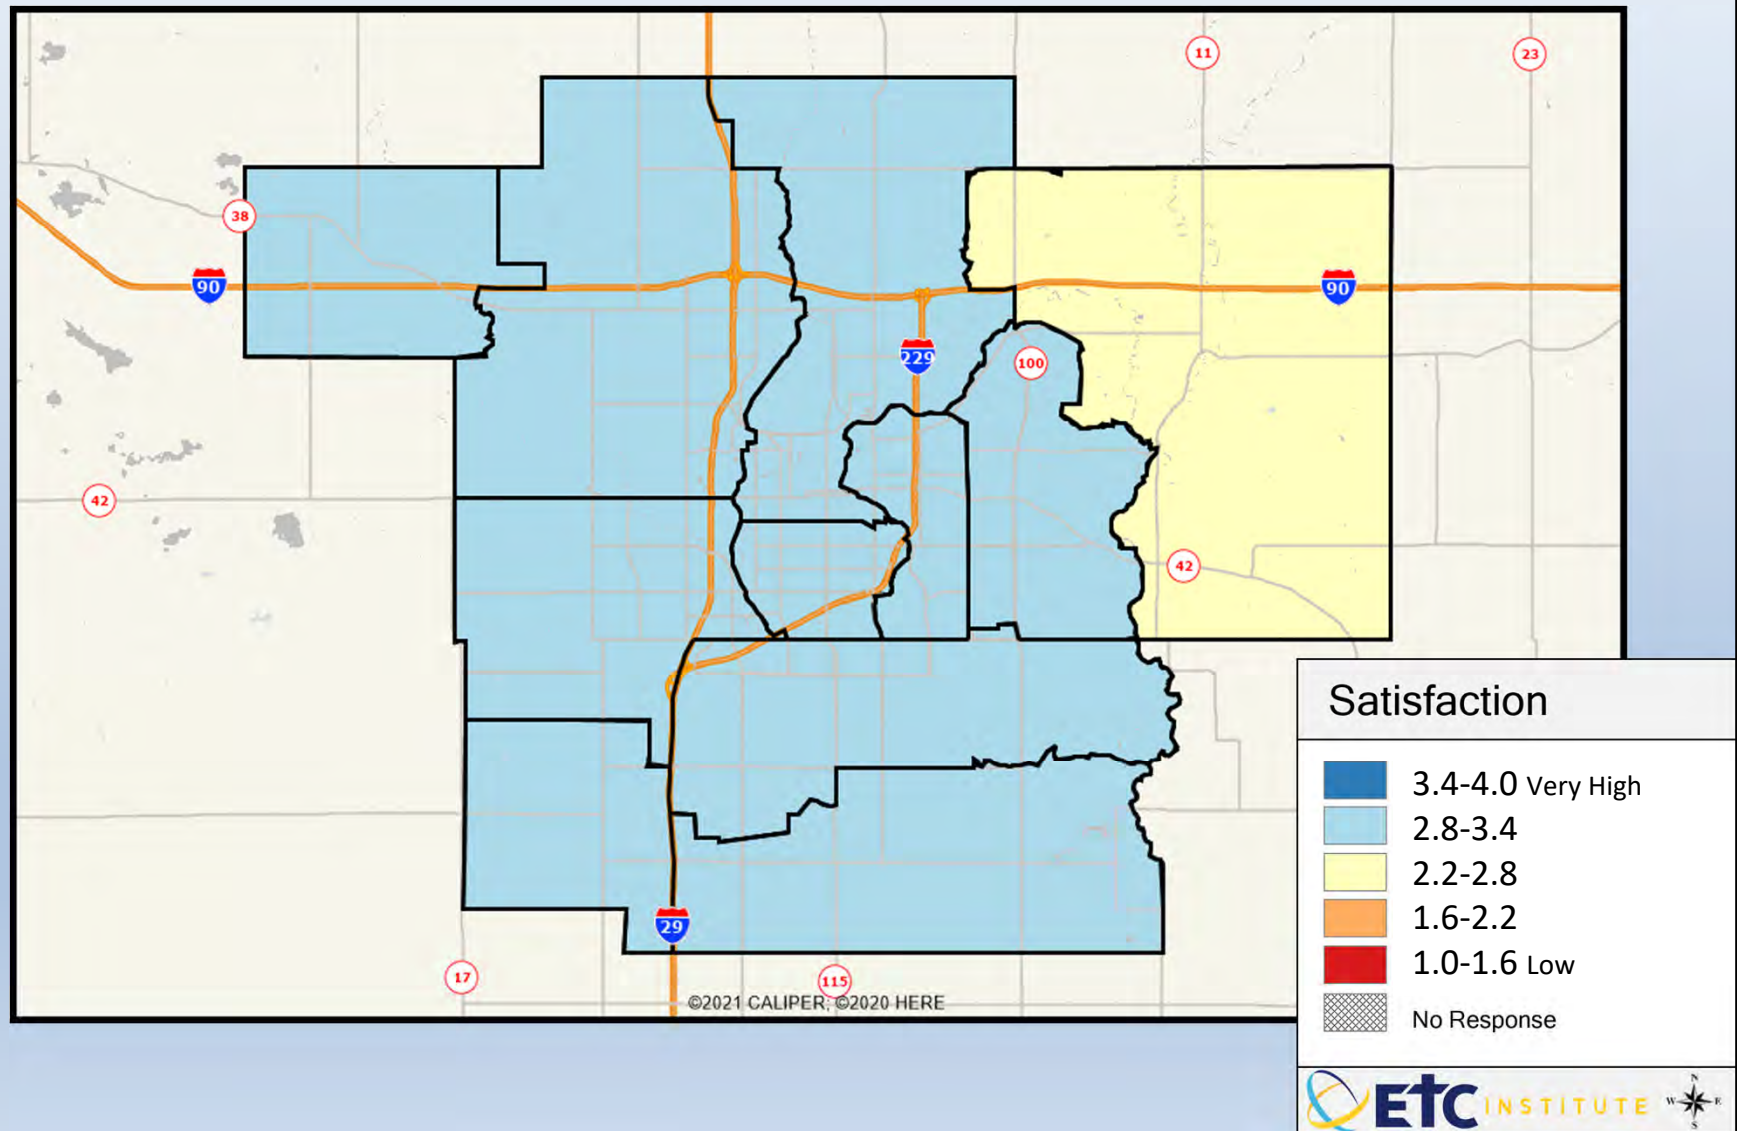 11
23
38
90
90
229
100
42
42
29
17
115
©2021 CALIPER; ©2020 HERE
Satisfaction
3.4-4.0 Very High
2.8-3.4
2.2-2.8
1.6-2.2
1.0-1.6 Low
No Response
ETC INSTITUTE
N
W E
S